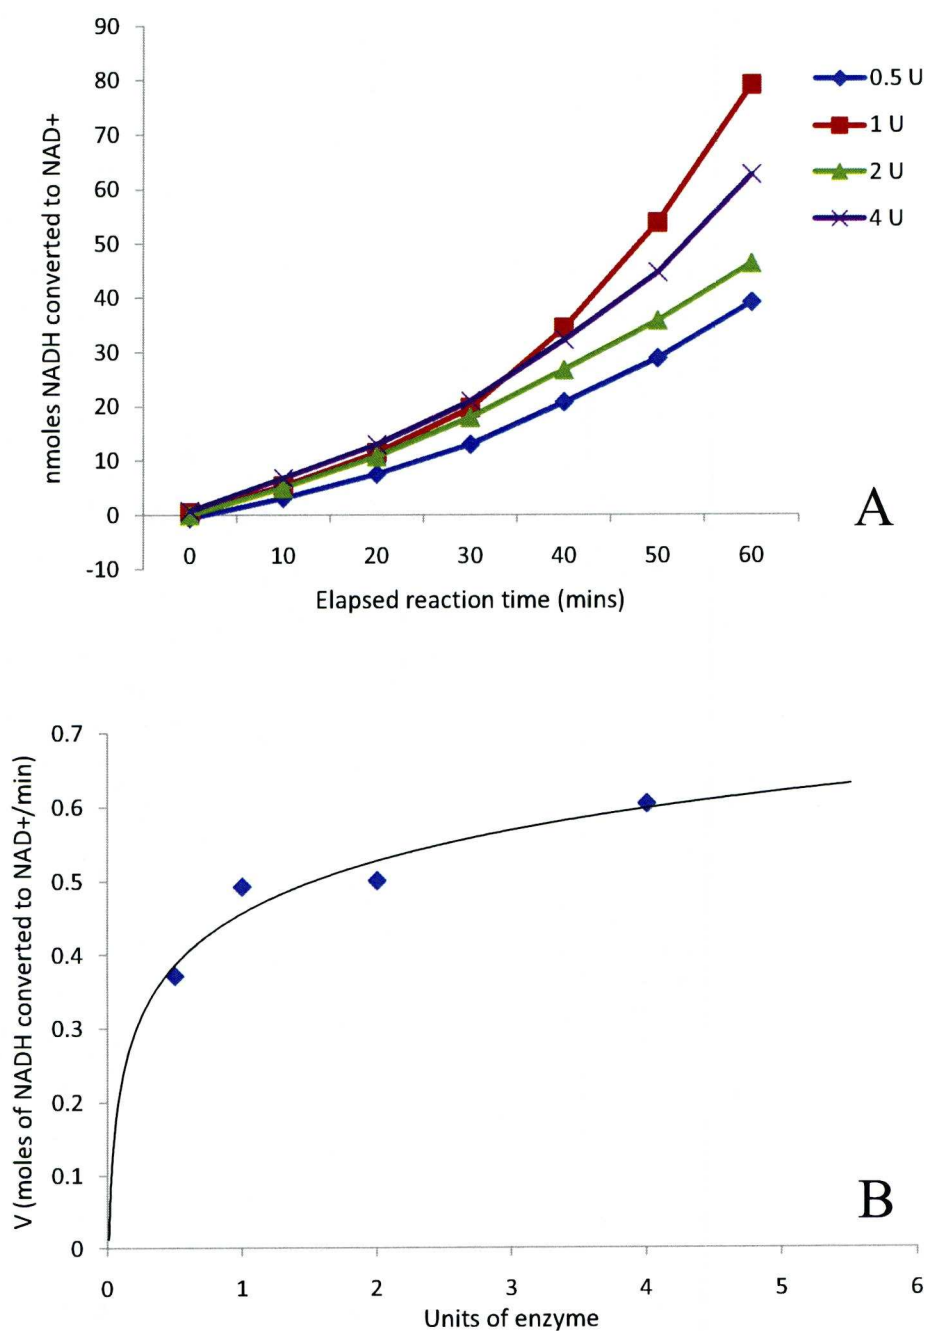 90
80
70
60
50
40
30
20
10
0
-10
nmoles NADH converted to NAD+
0 10 20 30 40 50 60
Elapsed reaction time (mins)
0.5 U
1 U
2 U
4 U
A
0.7
0.6
0.5
0.4
0.3
0.2
0.1
0
V (moles of NADH converted to NAD+/min)
0 1 2 3 4 5 6
Units of enzyme
B